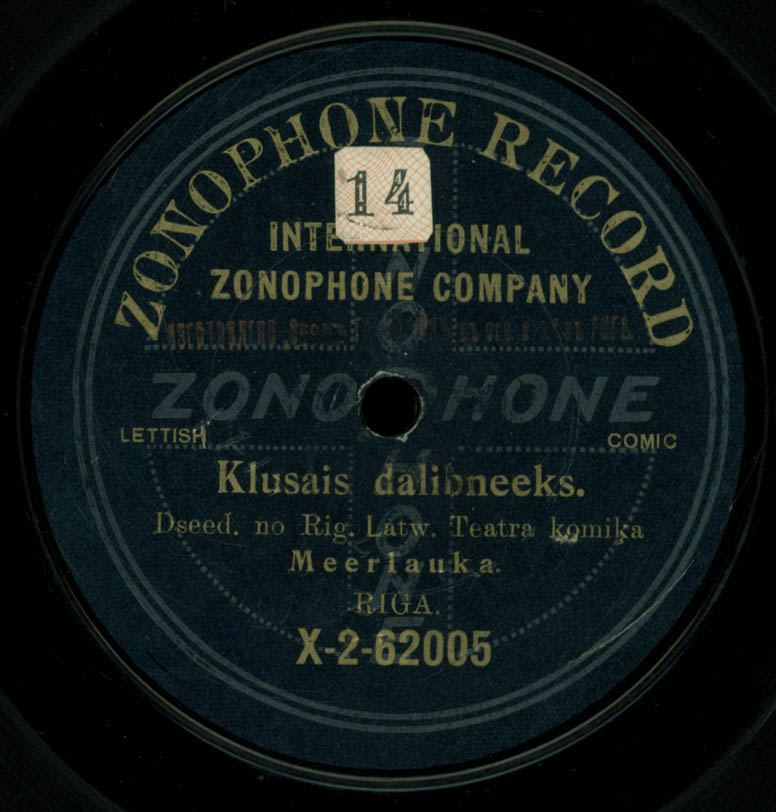 ZONOPHONE RECORD
14
INTERNATIONAL
ZONOPHONE COMPANY
ZONOPHONE
ZONOPHONE
LETTISH
COMIC
Klusais dalibneeks.
Dseed. no Rig. Latw. Teatra komika
Meerlauka.
RIGA.
X-2-62005